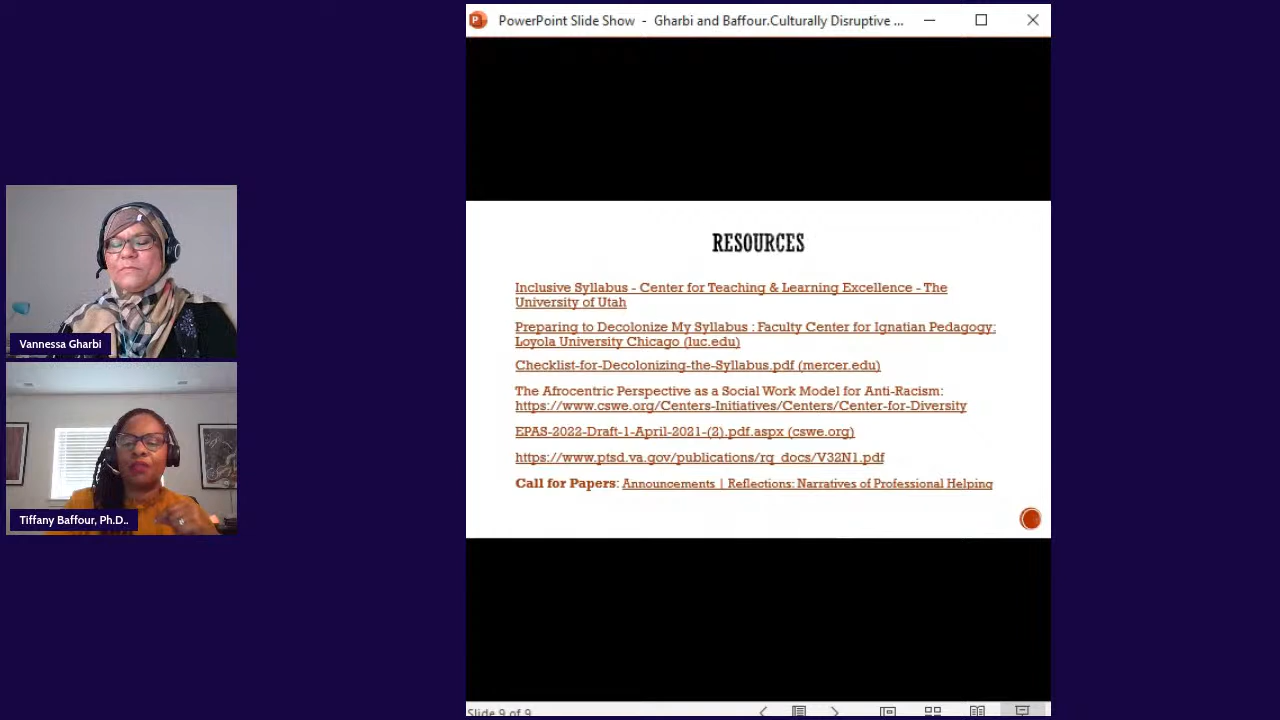 PowerPoint Slide Show - Gharbi and Baffour.Culturally Disruptive ...
RESOURCES
Inclusive Syllabus - Center for Teaching & Learning Excellence - The
University of Utah
Preparing to Decolonize My Syllabus : Faculty Center for Ignatian Pedagogy:
Loyola University Chicago (luc.edu)
Checklist-for-Decolonizing-the-Syllabus.pdf (mercer.edu)
The Afrocentric Perspective as a Social Work Model for Anti-Racism:
https://www.cswe.org/Centers-Initiatives/Centers/Center-for-Diversity
EPAS-2022-Draft-1-April-2021-(2).pdf.aspx (cswe.org)
https://www.ptsd.va.gov/publications/rq_docs/V32N1.pdf
Call for Papers: Announcements | Reflections: Narratives of Professional Helping
Slide 9 of 9
Vannessa Gharbi
Tiffany Baffour, Ph.D..